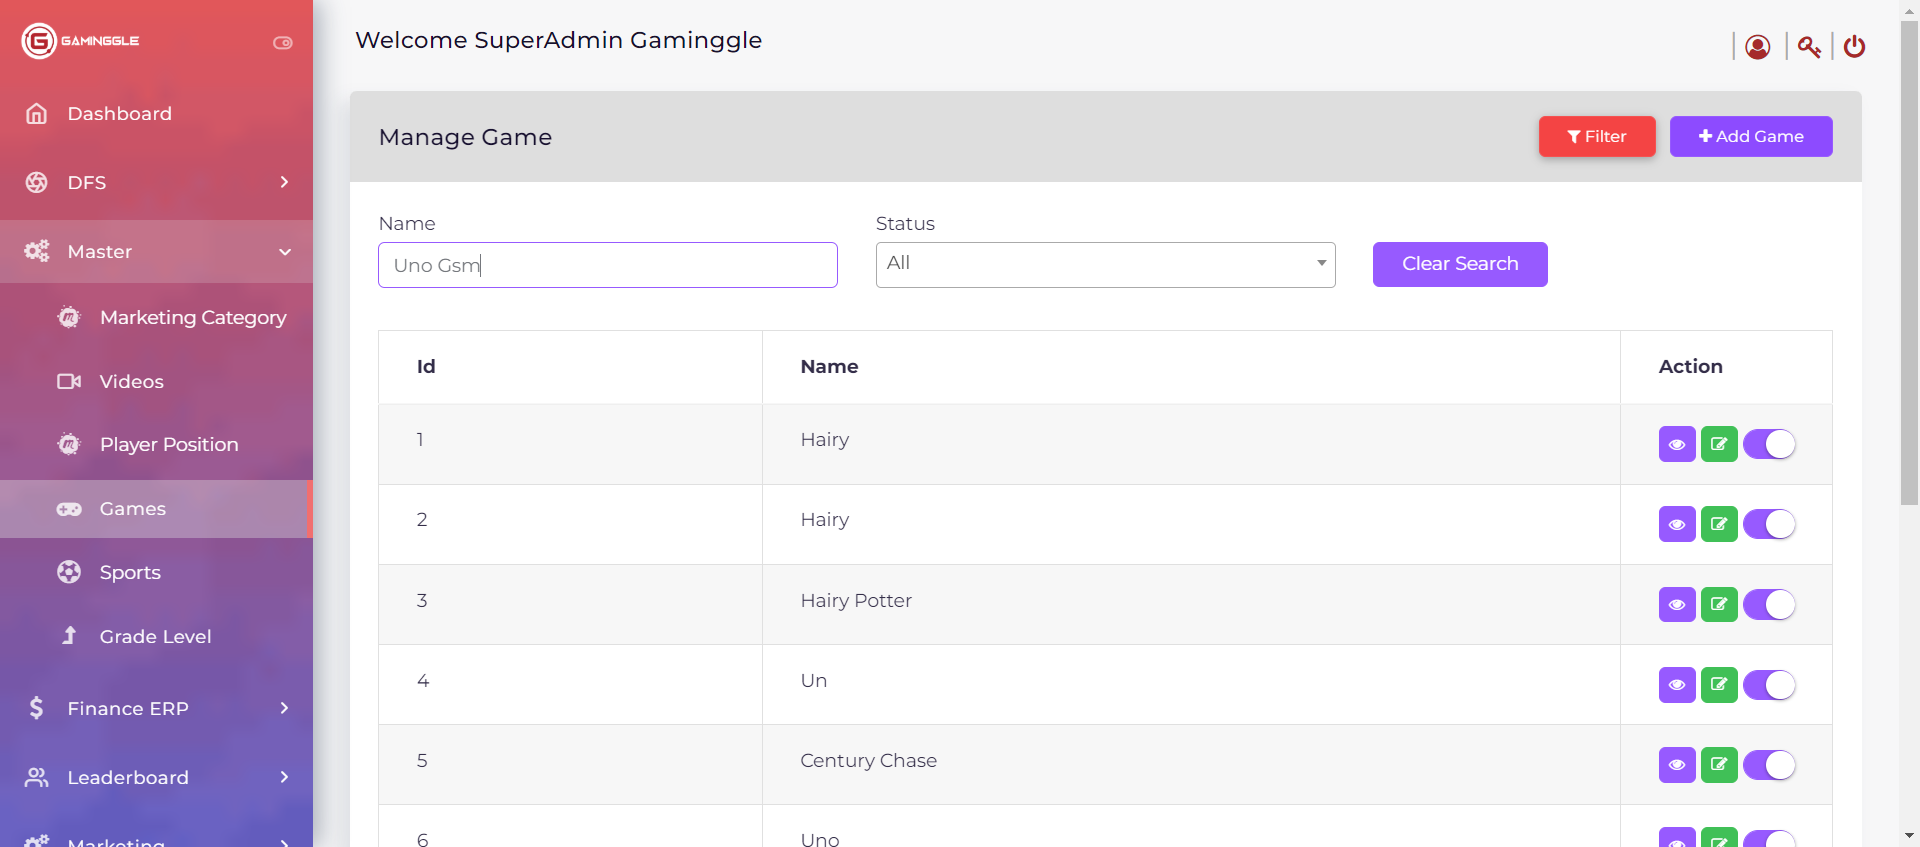 GAMINGGLE
Welcome SuperAdmin Gaminggle
Dashboard
DFS
Master
Marketing Category
Videos
Player Position
Games
Sports
Grade Level
Finance ERP
Leaderboard
Marketing
Manage Game
Filter
Add Game
Name
Status
Uno Gsm
All
Clear Search
Id Name Action
1 Hairy
2 Hairy
3 Hairy Potter
4 Un
5 Century Chase
6 Uno